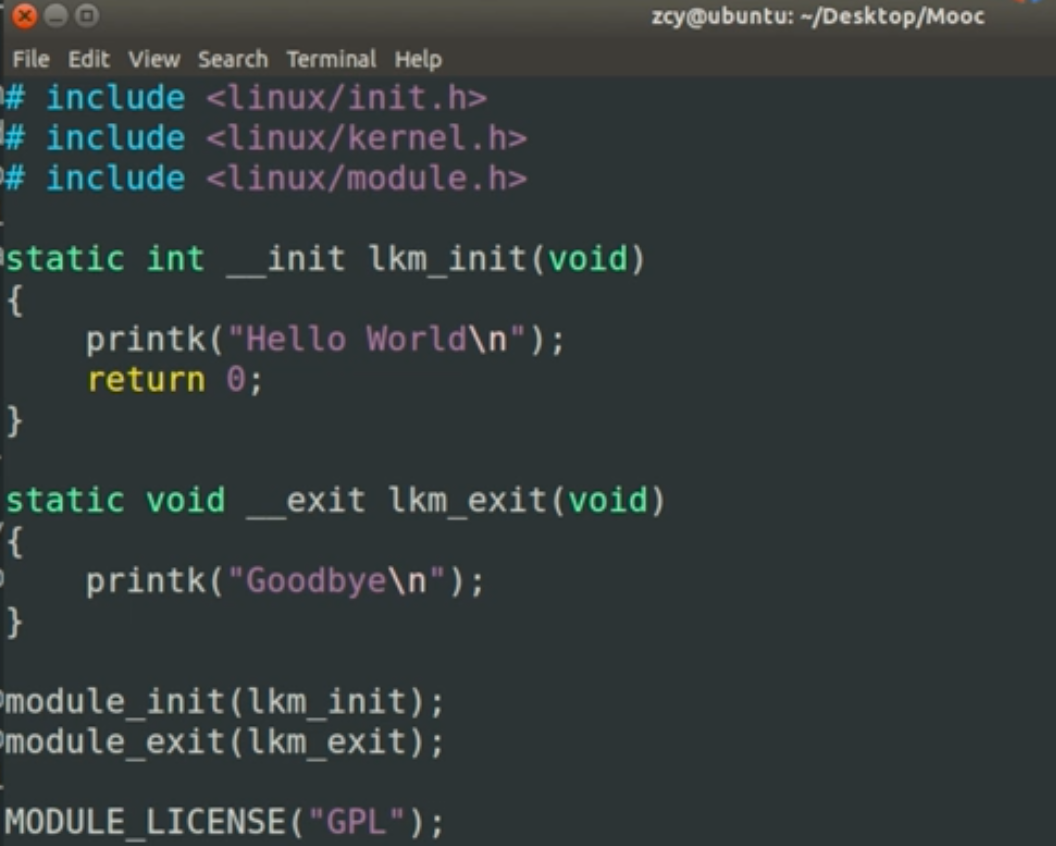 zcy@ubuntu: ~/Desktop/Mooc
File Edit View Search Terminal Help
# include <linux/init.h>
# include <linux/kernel.h>
# include <linux/module.h>
static int __init lkm_init(void)
{
    printk("Hello World\n");
    return 0;
}
static void __exit lkm_exit(void)
{
    printk("Goodbye\n");
}
module_init(lkm_init);
module_exit(lkm_exit);
MODULE_LICENSE("GPL");